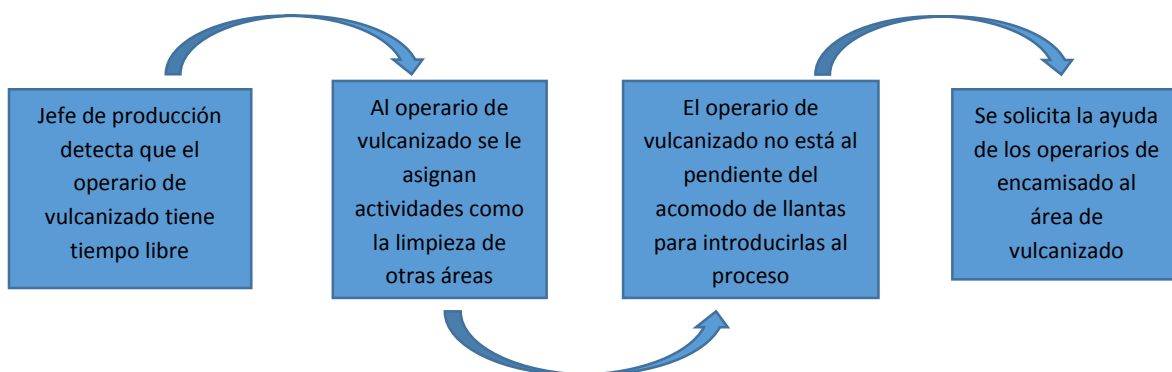 Jefe de producción
detecta que el
operario de
vulcanizado tiene
tiempo libre
Al operario de
vulcanizado se le
asignan
actividades como
la limpieza de
otras áreas
El operario de
vulcanizado no está al
pendiente del
acomodo de llantas
para introducirlas al
proceso
Se solicita la ayuda
de los operarios de
encamisado al
área de
vulcanizado